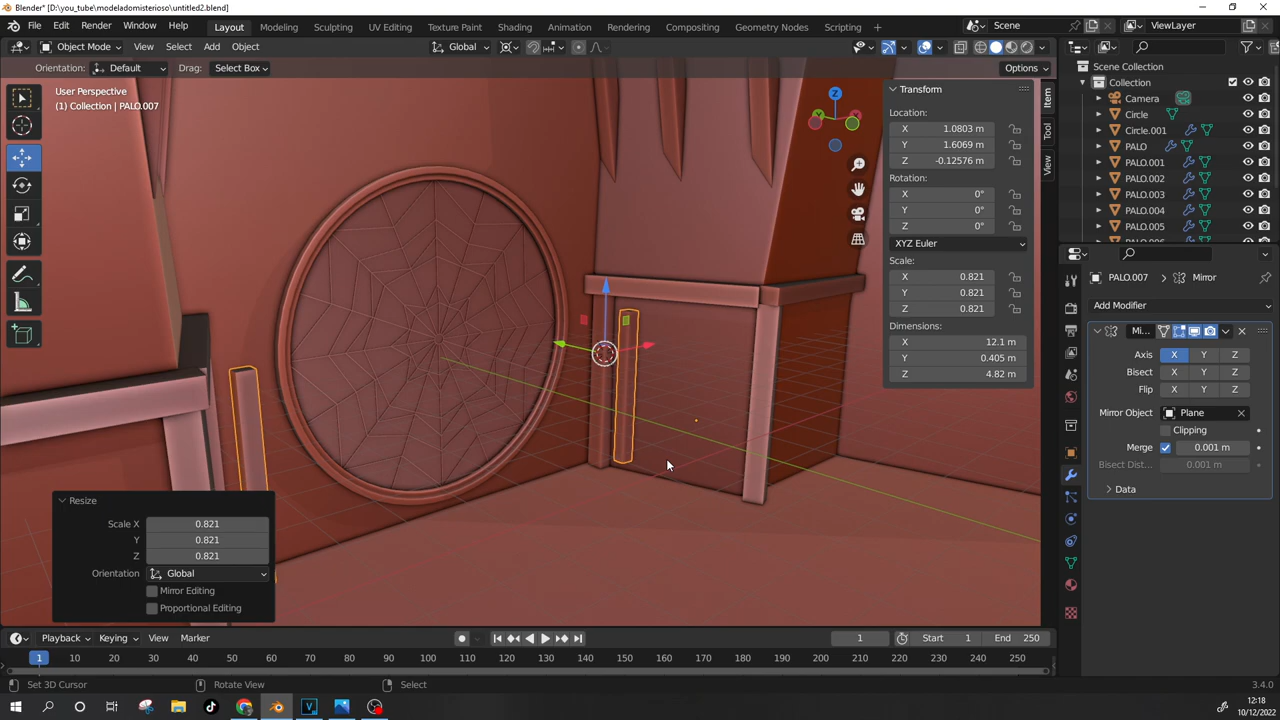 Blender* [D:\you_tube\modeladomisterioso\untitled2.blend]
File Edit Render Window Help Layout Modeling Sculpting UV Editing Texture Paint Shading Animation Rendering Compositing Geometry Nodes Scripting Scene ViewLayer
Object Mode View Select Add Object Global
Orientation: Default Drag: Select Box Options
User Perspective
(1) Collection | PALO.007
Z
Y
Transform
Location:
X 1.0803 m
Y 1.6069 m
Z -0.12576 m
Rotation:
X 0°
Y 0°
Z 0°
XYZ Euler
Scale:
X 0.821
Y 0.821
Z 0.821
Dimensions:
X 12.1 m
Y 0.405 m
Z 4.82 m
Item
Tool
View
Scene Collection
Collection
Camera
Circle
Circle.001
PALO
PALO.001
PALO.002
PALO.003
PALO.004
PALO.005
PALO.007 Mirror
Add Modifier
Mi...
Axis X Y Z
Bisect X Y Z
Flip X Y Z
Mirror Object Plane
Clipping
Merge 0.001 m
Bisect Dist... 0.001 m
Data
Resize
Scale X 0.821
Y 0.821
Z 0.821
Orientation Global
Mirror Editing
Proportional Editing
Playback Keying View Marker 1 Start 1 End 250
1 10 20 30 40 50 60 70 80 90 100 110 120 130 140 150 160 170 180 190 200 210 220 230 240 250
Set 3D Cursor Rotate View Select 3.4.0
12:18
10/12/2022